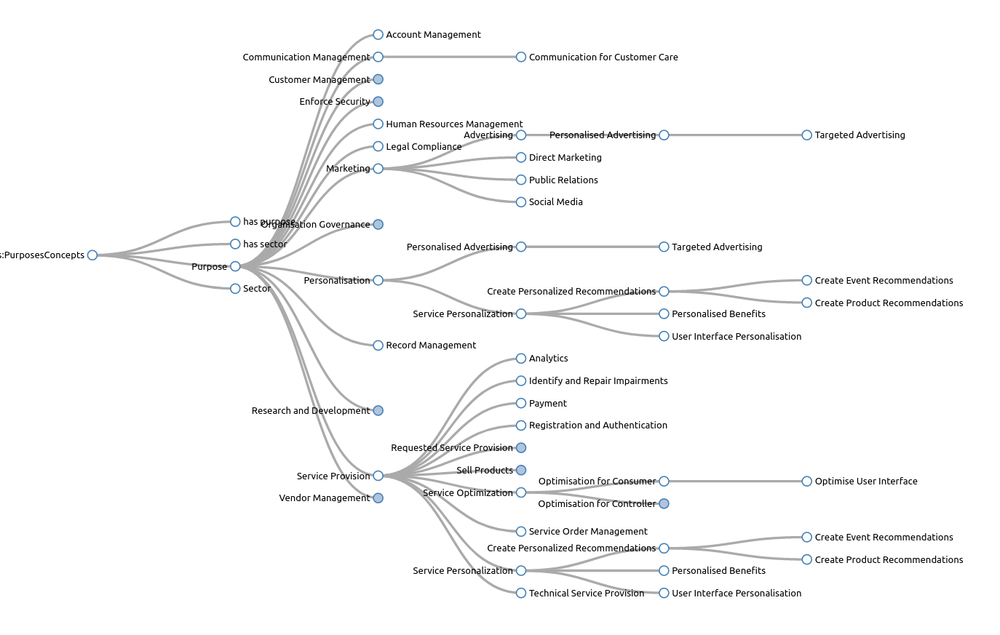 s:PurposesConcepts
has purpose
has sector
Purpose
Sector
Account Management
Communication Management
Communication for Customer Care
Customer Management
Enforce Security
Human Resources Management
Legal Compliance
Marketing
Advertising
Personalised Advertising
Targeted Advertising
Direct Marketing
Public Relations
Social Media
Organisation Governance
Personalisation
Personalised Advertising
Targeted Advertising
Service Personalization
Create Personalized Recommendations
Create Event Recommendations
Create Product Recommendations
Personalised Benefits
User Interface Personalisation
Record Management
Research and Development
Service Provision
Analytics
Identify and Repair Impairments
Payment
Registration and Authentication
Requested Service Provision
Sell Products
Service Optimization
Optimisation for Consumer
Optimise User Interface
Optimisation for Controller
Service Order Management
Service Personalization
Create Personalized Recommendations
Create Event Recommendations
Create Product Recommendations
Personalised Benefits
User Interface Personalisation
Technical Service Provision
Vendor Management